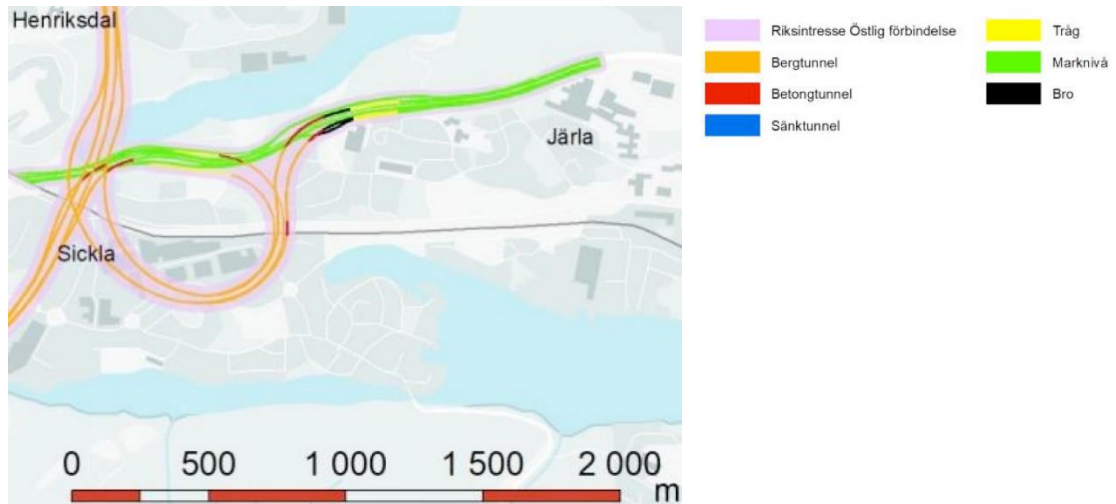 Henriksdal
Järla
Sickla
0 500 1 000 1 500 2 000
m
Riksintresse Östlig förbindelse
Bergtunnel
Betongtunnel
Sänktunnel
Tråg
Marknivå
Bro